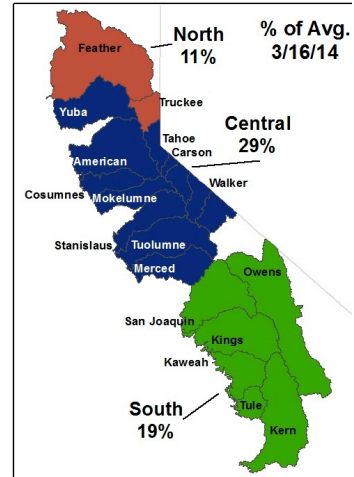 % of Avg.
3/16/14
North
11%
Feather
Truckee
Yuba
Tahoe
Carson
Central
29%
American
Walker
Cosumnes
Mokelumne
Stanislaus
Tuolumne
Merced
Owens
San Joaquin
Kings
Kaweah
South
19%
Tule
Kern